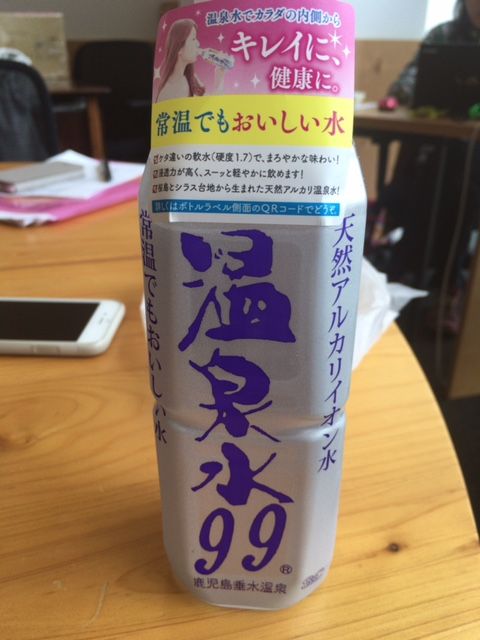 温泉水でカラダの内側から
キレイに、
健康に。
常温でもおいしい水
ケタ違いの軟水(硬度1.7)で、まろやかな味わい!
浸透力が高く、スーッと軽やかに飲めます!
桜島とシラス台地から生まれた天然アルカリ温泉水!
詳しくはボトルラベル側面のQRコードでどうぞ
天然アルカリイオン水
温泉水
99®
常温でもおいしい水
鹿児島垂水温泉